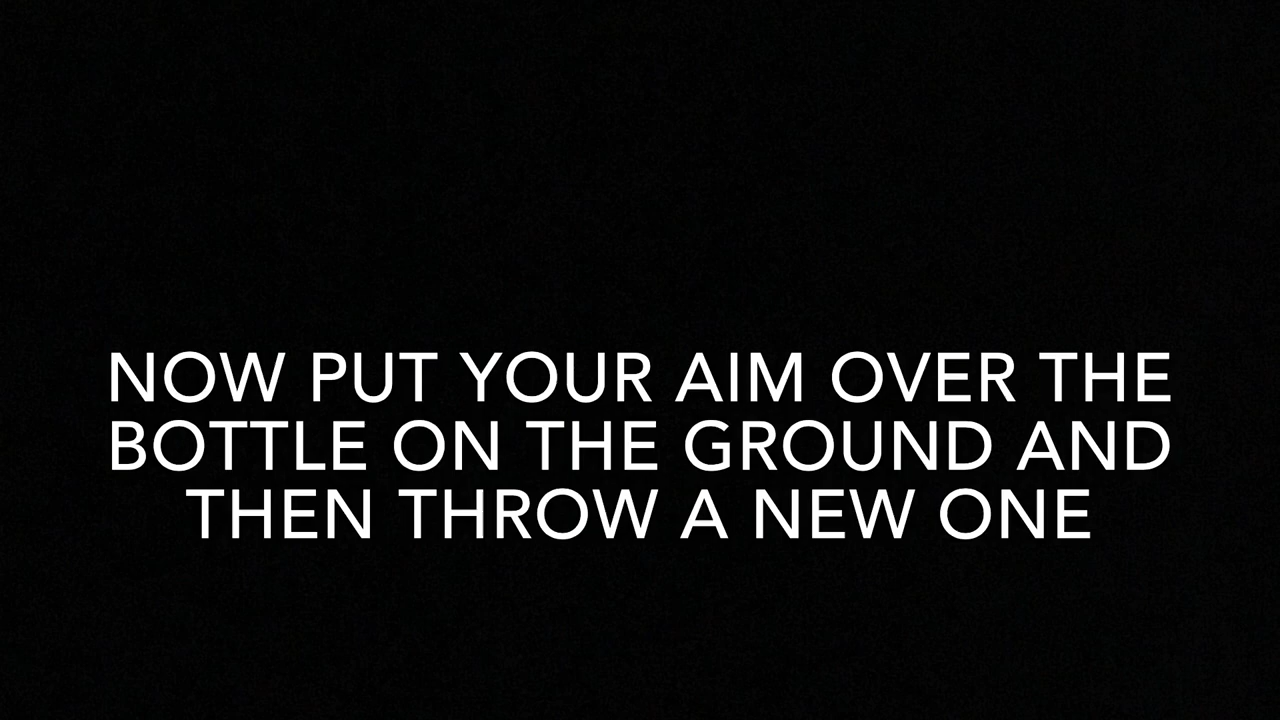 NOW PUT YOUR AIM OVER THE
BOTTLE ON THE GROUND AND
THEN THROW A NEW ONE